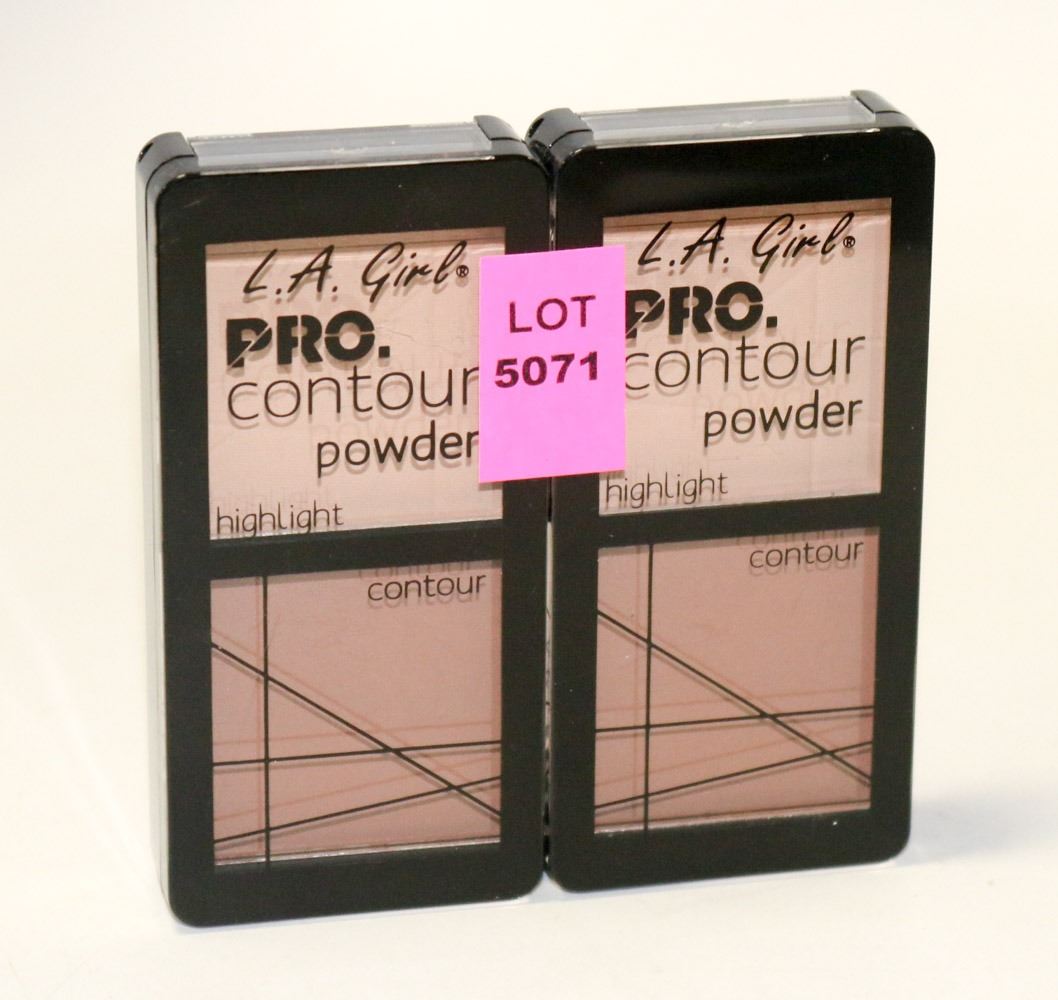 L.A. Girl®
PRO.
contour
powder
highlight
contour
LOT
5071
L.A. Girl®
PRO.
contour
powder
highlight
contour